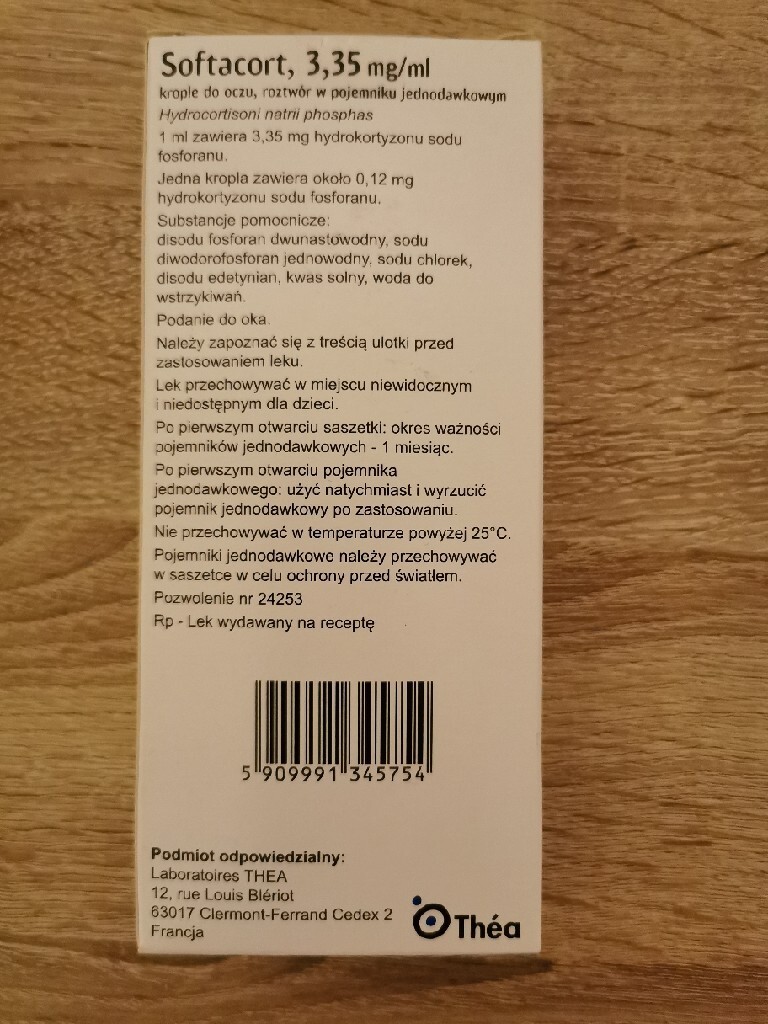 Softacort, 3,35 mg/ml
krople do oczu, roztwór w pojemniku jednodawkowym
Hydrocortisoni natrii phosphas
1 ml zawiera 3,35 mg hydrokortyzonu sodu
fosforanu.
Jedna kropla zawiera około 0,12 mg
hydrokortyzonu sodu fosforanu.
Substancje pomocnicze:
disodu fosforan dwunastowodny, sodu
diwodorofosforan jednowodny, sodu chlorek,
disodu edetynian, kwas solny, woda do
wstrzykiwań.
Podanie do oka.
Należy zapoznać się z treścią ulotki przed
zastosowaniem leku.
Lek przechowywać w miejscu niewidocznym
i niedostępnym dla dzieci.
Po pierwszym otwarciu saszetki: okres ważności
pojemników jednodawkowych - 1 miesiąc.
Po pierwszym otwarciu pojemnika
jednodawkowego: użyć natychmiast i wyrzucić
pojemnik jednodawkowy po zastosowaniu.
Nie przechowywać w temperaturze powyżej 25°C.
Pojemniki jednodawkowe należy przechowywać
w saszetce w celu ochrony przed światłem.
Pozwolenie nr 24253
Rp - Lek wydawany na receptę
5 909991 345754
Podmiot odpowiedzialny:
Laboratoires THEA
12, rue Louis Blériot
63017 Clermont-Ferrand Cedex 2
Francja
Théa